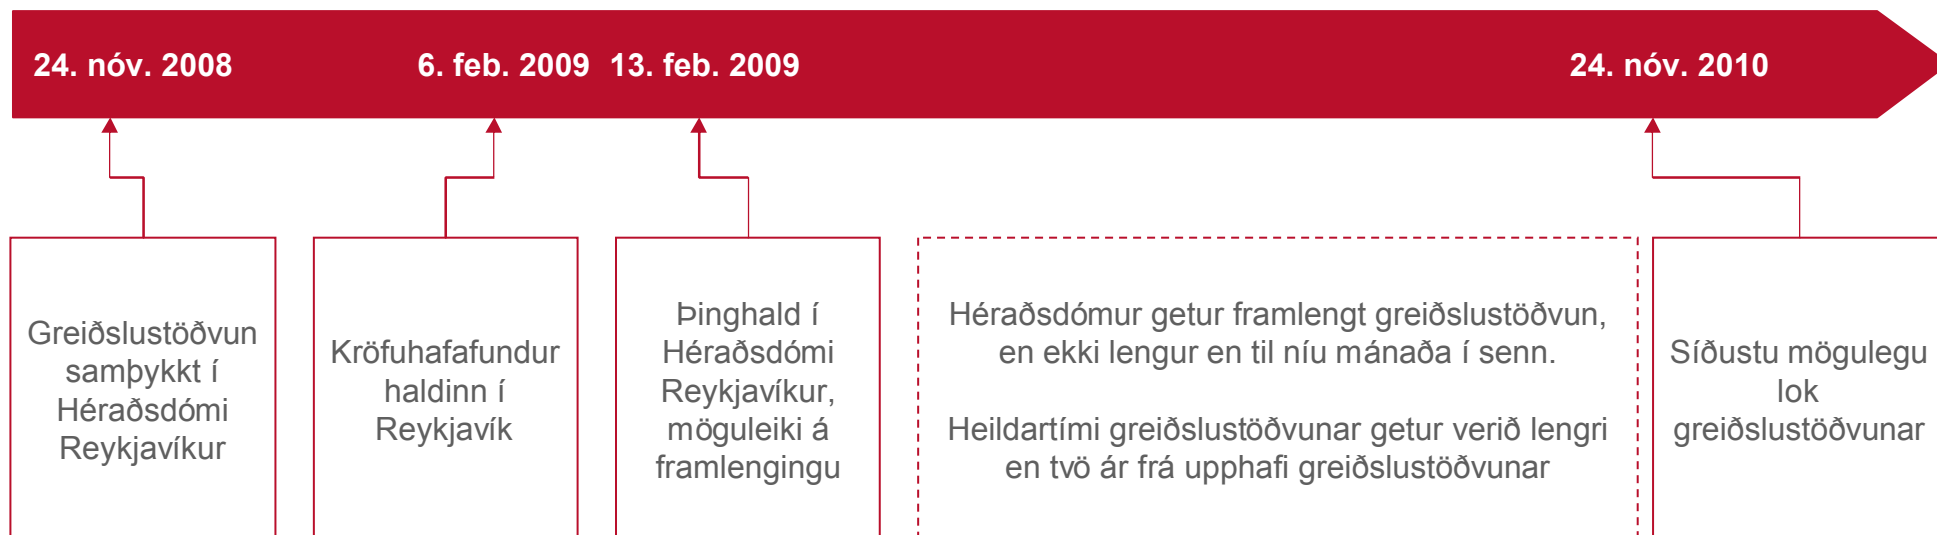 24. nóv. 2008
6. feb. 2009
13. feb. 2009
24. nóv. 2010
Greiðslustöðvun
samþykkt í
Héraðsdómi
Reykjavíkur
Kröfuhafafundur
haldinn í
Reykjavík
Þinghald í
Héraðsdómi
Reykjavíkur,
möguleiki á
framlengingu
Héraðsdómur getur framlengt greiðslustöðvun,
en ekki lengur en til níu mánaða í senn.
Heildartími greiðslustöðvunar getur verið lengri
en tvö ár frá upphafi greiðslustöðvunar
Síðustu mögulegu
lok
greiðslustöðvunar